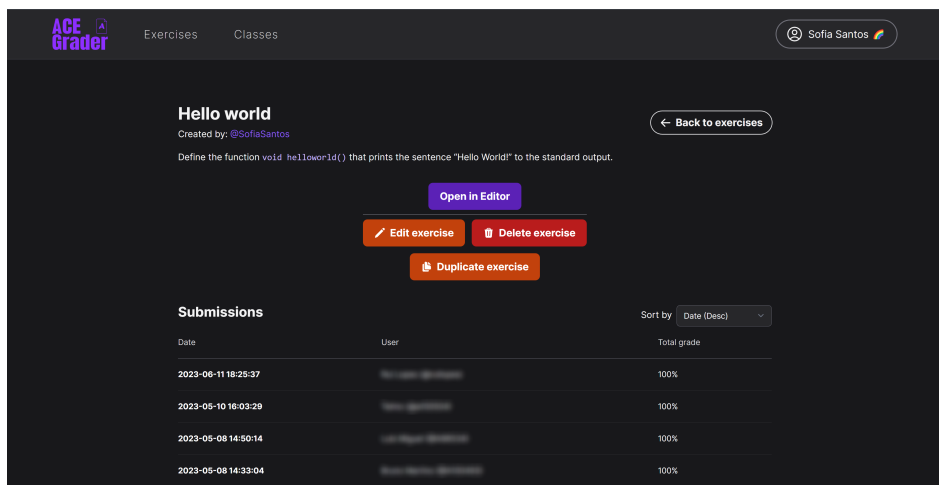 ACE
Grader
Exercises Classes Sofia Santos 🌈
Hello world
Created by: @SofiaSantos
← Back to exercises
Define the function void helloworld() that prints the sentence “Hello World!” to the standard output.
Open in Editor
Edit exercise Delete exercise
Duplicate exercise
Submissions Sort by Date (Desc)
Date User Total grade
2023-06-11 18:25:37 100%
2023-05-10 16:03:29 100%
2023-05-08 14:50:14 100%
2023-05-08 14:33:04 100%